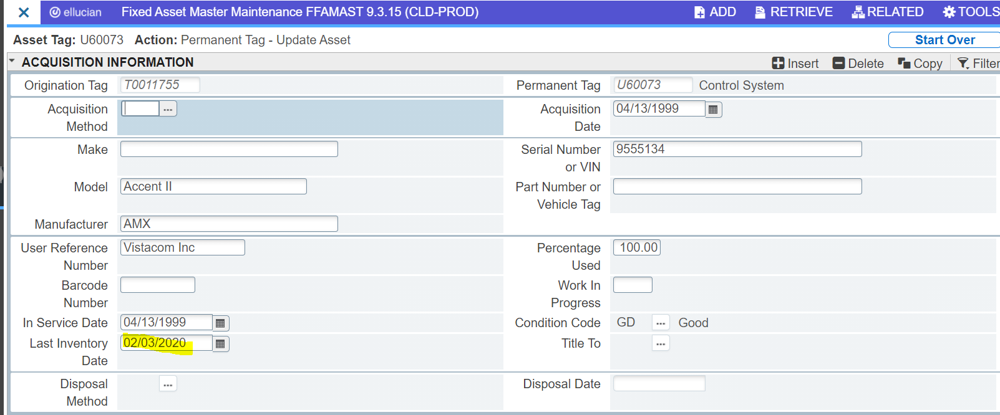 ellucian Fixed Asset Master Maintenance FFAMAST 9.3.15 (CLD-PROD) ADD RETRIEVE RELATED TOOLS
Asset Tag: U60073 Action: Permanent Tag - Update Asset Start Over
ACQUISITION INFORMATION Insert Delete Copy Filter
Origination Tag T0011755 Permanent Tag U60073 Control System
Acquisition Method ... Acquisition Date 04/13/1999
Make Serial Number or VIN 9555134
Model Accent II Part Number or Vehicle Tag
Manufacturer AMX
User Reference Number Vistacom Inc Percentage Used 100.00
Barcode Number Work In Progress
In Service Date 04/13/1999 Condition Code GD ... Good
Last Inventory Date 02/03/2020 Title To ...
Disposal Method ... Disposal Date